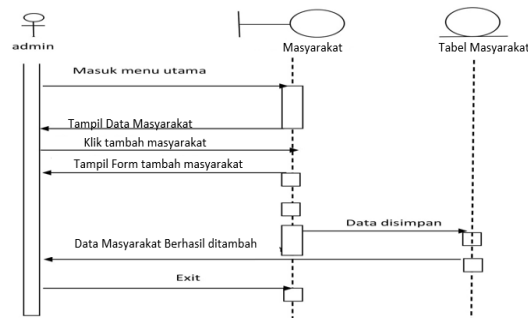 admin
Masyarakat
Tabel Masyarakat
Masuk menu utama
Tampil Data Masyarakat
Klik tambah masyarakat
Tampil Form tambah masyarakat
Data disimpan
Data Masyarakat Berhasil ditambah
Exit